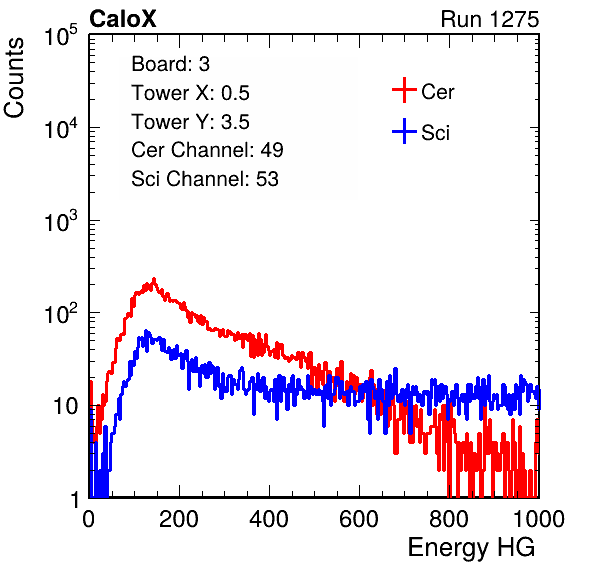 CaloX Run 1275
Counts
10^5
10^4
10^3
10^2
10
1
Board: 3
Tower X: 0.5
Tower Y: 3.5
Cer Channel: 49
Sci Channel: 53
Cer
Sci
0 200 400 600 800 1000
Energy HG